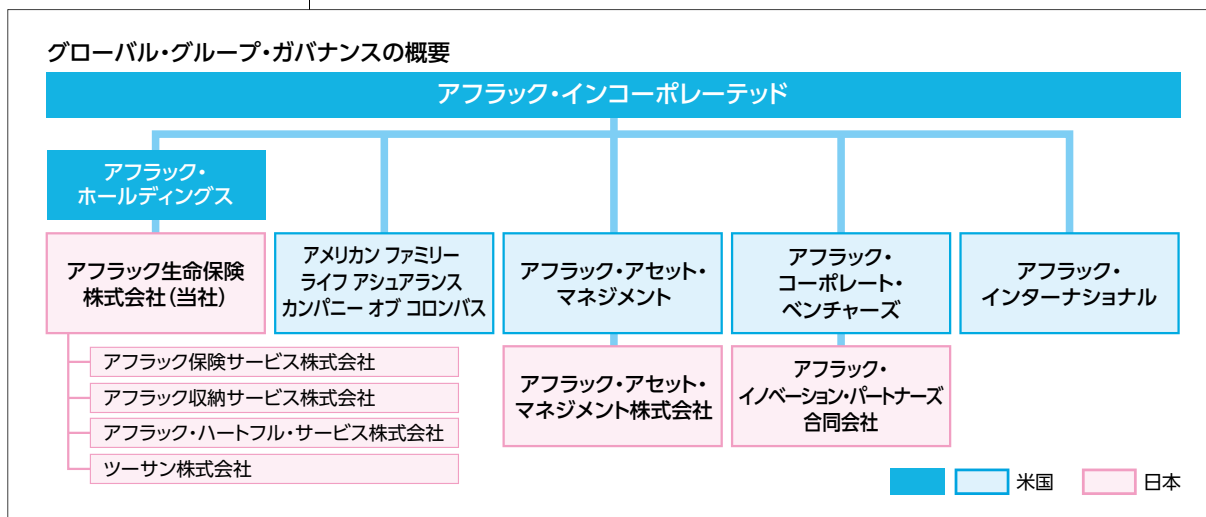 グローバル・グループ・ガバナンスの概要
アフラック・インコーポレーテッド
アフラック・
ホールディングス
アフラック生命保険
株式会社(当社)
アメリカン ファミリー
ライフ アシュアランス
カンパニー オブ コロンバス
アフラック・アセット・
マネジメント
アフラック・
コーポレート・
ベンチャーズ
アフラック・
インターナショナル
アフラック保険サービス株式会社
アフラック収納サービス株式会社
アフラック・ハートフル・サービス株式会社
ツーサン株式会社
アフラック・アセット・
マネジメント株式会社
アフラック・
イノベーション・パートナーズ
合同会社
米国
日本